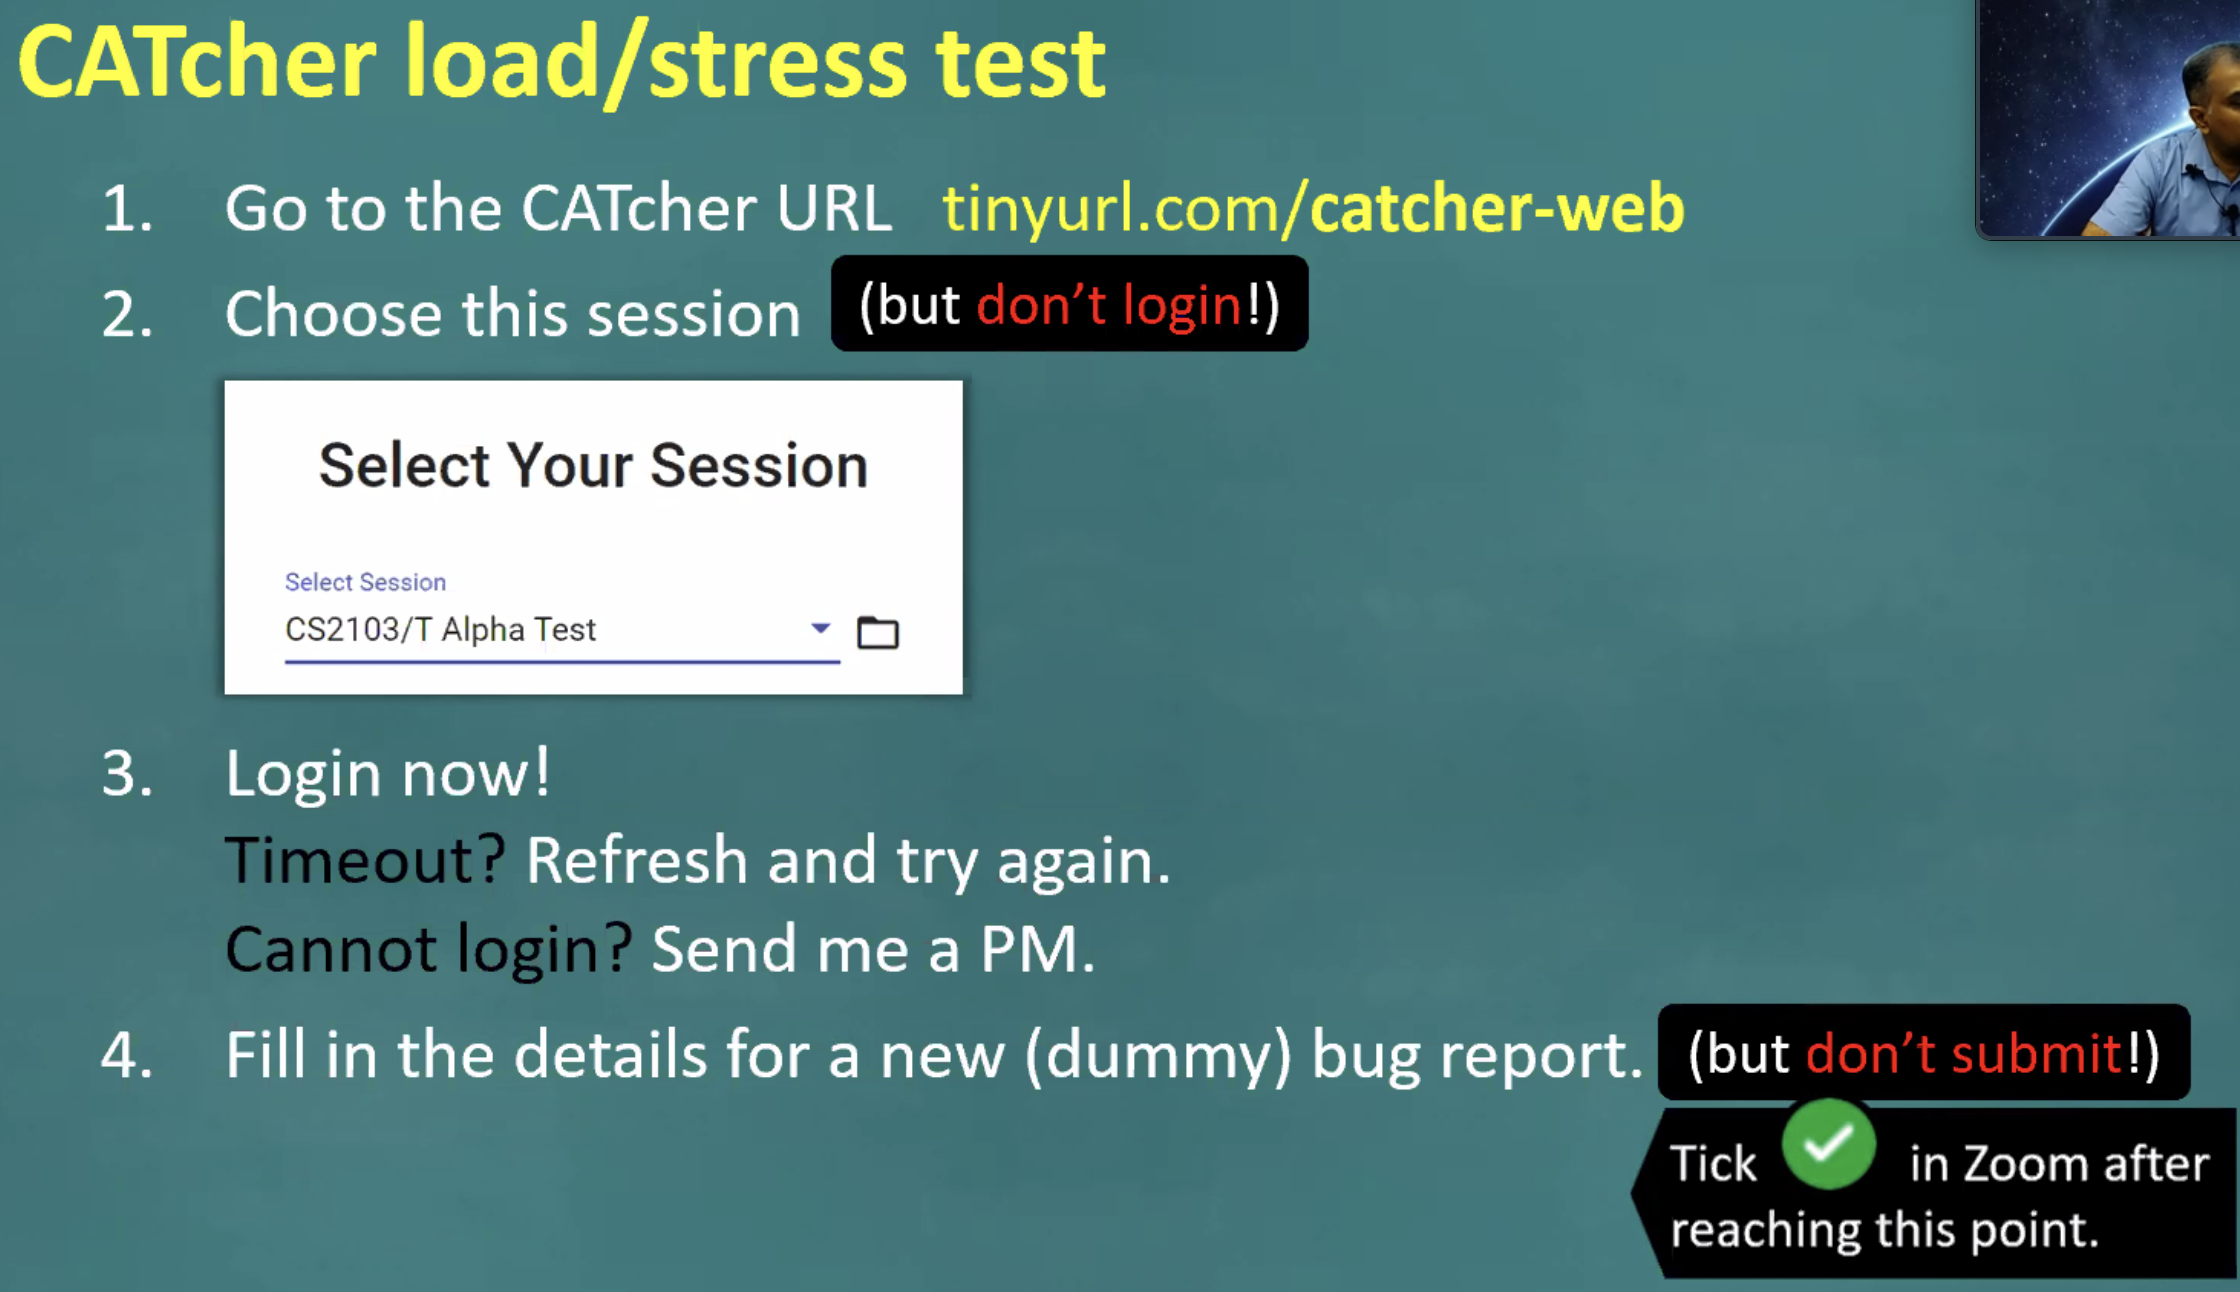 CATcher load/stress test
1. Go to the CATcher URL tinyurl.com/catcher-web
2. Choose this session (but don't login!)
Select Your Session
Select Session
CS2103/T Alpha Test
3. Login now!
Timeout? Refresh and try again.
Cannot login? Send me a PM.
4. Fill in the details for a new (dummy) bug report. (but don't submit!)
Tick in Zoom after
reaching this point.